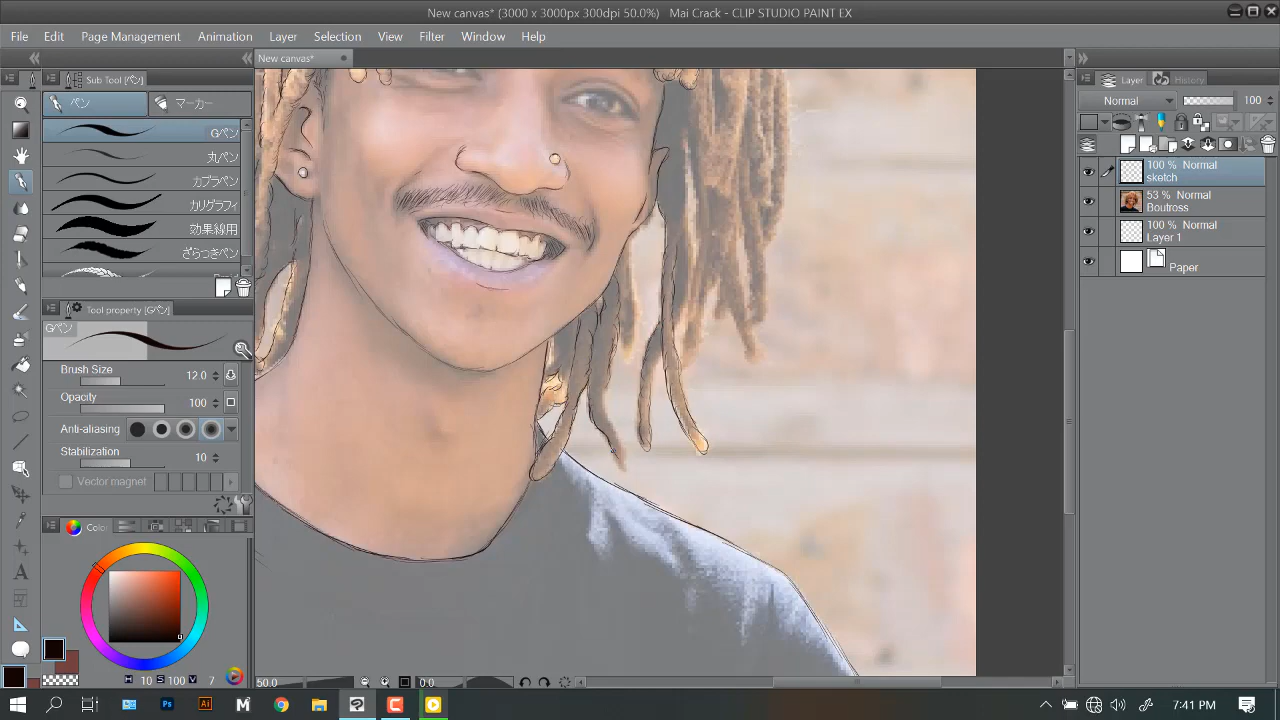 New canvas* (3000 x 3000px 300dpi 50.0%)   Mai Crack - CLIP STUDIO PAINT EX
File Edit Page Management Animation Layer Selection View Filter Window Help
New canvas*
Sub Tool [ペン]
ペン マーカー
Gペン
丸ペン
カブラペン
カリグラフィ
効果線用
ざらつきペン
Tool property [Gペン]
Gペン
Brush Size 12.0
Opacity 100
Anti-aliasing
Stabilization 10
Vector magnet
Color
H 10 S 100 V 7
50.0 0.0
Layer History
Normal 100
100 % Normal
sketch
53 % Normal
Boutross
100 % Normal
Layer 1
Paper
7:41 PM